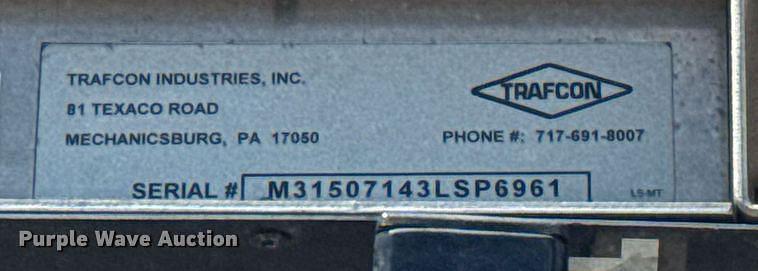 TRAFCON INDUSTRIES, INC.
81 TEXACO ROAD
MECHANICSBURG, PA 17050
TRAFCON
PHONE #: 717-691-8007
SERIAL # M31507143LSP6961
LS-MT
Purple Wave Auction